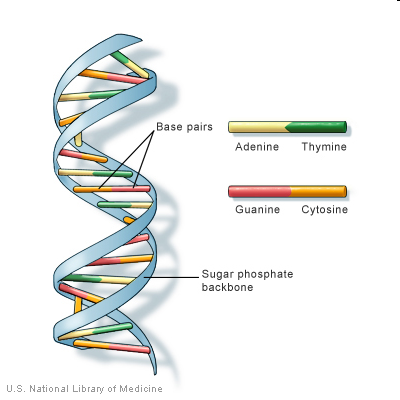 Base pairs
Adenine Thymine
Guanine Cytosine
Sugar phosphate
backbone
U.S. National Library of Medicine